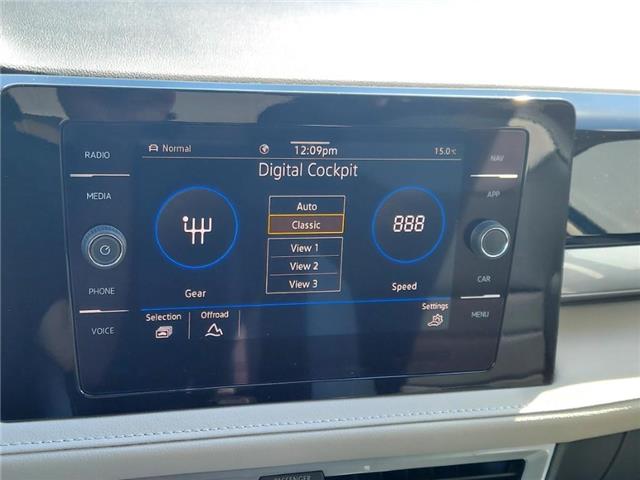 RADIO
MEDIA
PHONE
VOICE
Normal
12:09pm
15.0°C
Digital Cockpit
Auto
Classic
View 1
View 2
View 3
888
Gear
Speed
Selection
Offroad
Settings
NAV
APP
CAR
MENU
PASSENGER